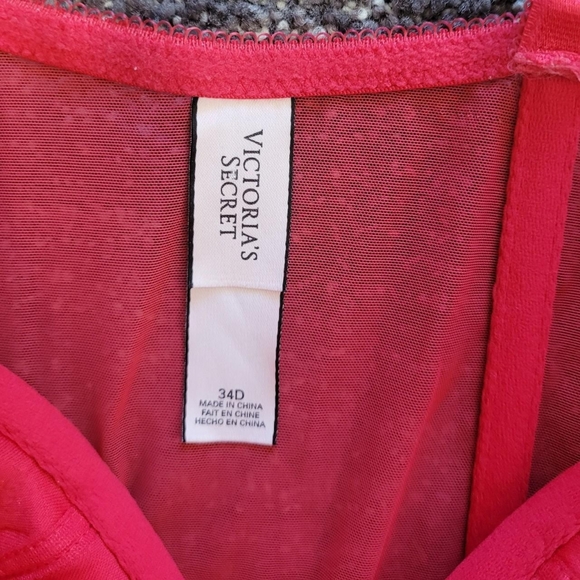 VICTORIA'S
SECRET
34D
MADE IN CHINA
FAIT EN CHINE
HECHO EN CHINA